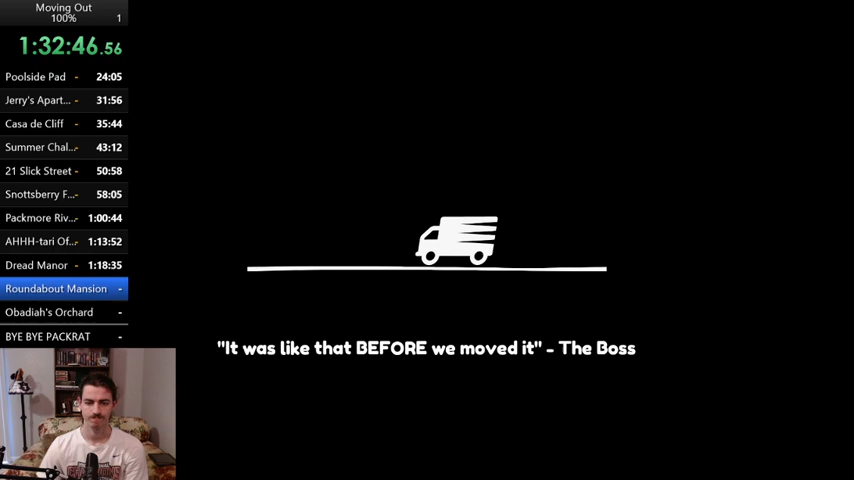 Moving Out
100% 1
1:32:46.56
Poolside Pad - 24:05
Jerry's Apart... - 31:56
Casa de Cliff - 35:44
Summer Chal... - 43:12
21 Slick Street - 50:58
Snottsberry F... - 58:05
Packmore Riv... - 1:00:44
AHHH-tari Of... - 1:13:52
Dread Manor - 1:18:35
Roundabout Mansion -
Obadiah's Orchard -
BYE BYE PACKRAT -
"It was like that BEFORE we moved it" - The Boss